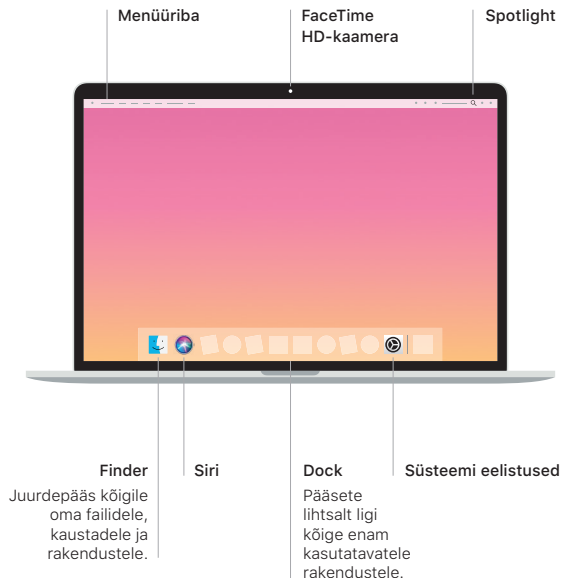 Menüüriba
FaceTime
HD-kaamera
Spotlight
Finder
Juurdepääs kõigile
oma failidele,
kaustadele ja
rakendustele.
Siri
Dock
Pääsete
lihtsalt ligi
kõige enam
kasutatavatele
rakendustele.
Süsteemi eelistused